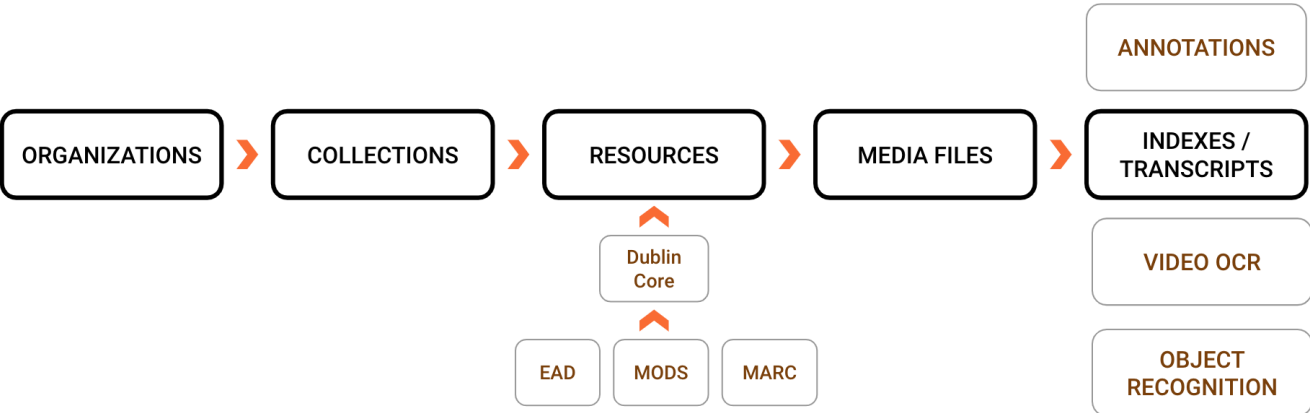 ANNOTATIONS
ORGANIZATIONS
COLLECTIONS
RESOURCES
MEDIA FILES
INDEXES /
TRANSCRIPTS
Dublin
Core
VIDEO OCR
EAD
MODS
MARC
OBJECT
RECOGNITION